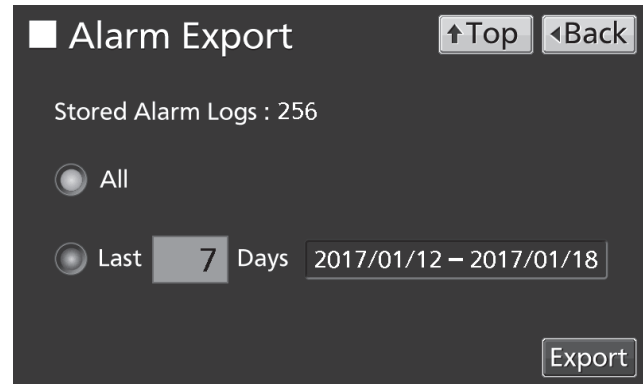 Alarm Export
↑Top
◂Back
Stored Alarm Logs : 256
All
Last 7 Days 2017/01/12 – 2017/01/18
Export